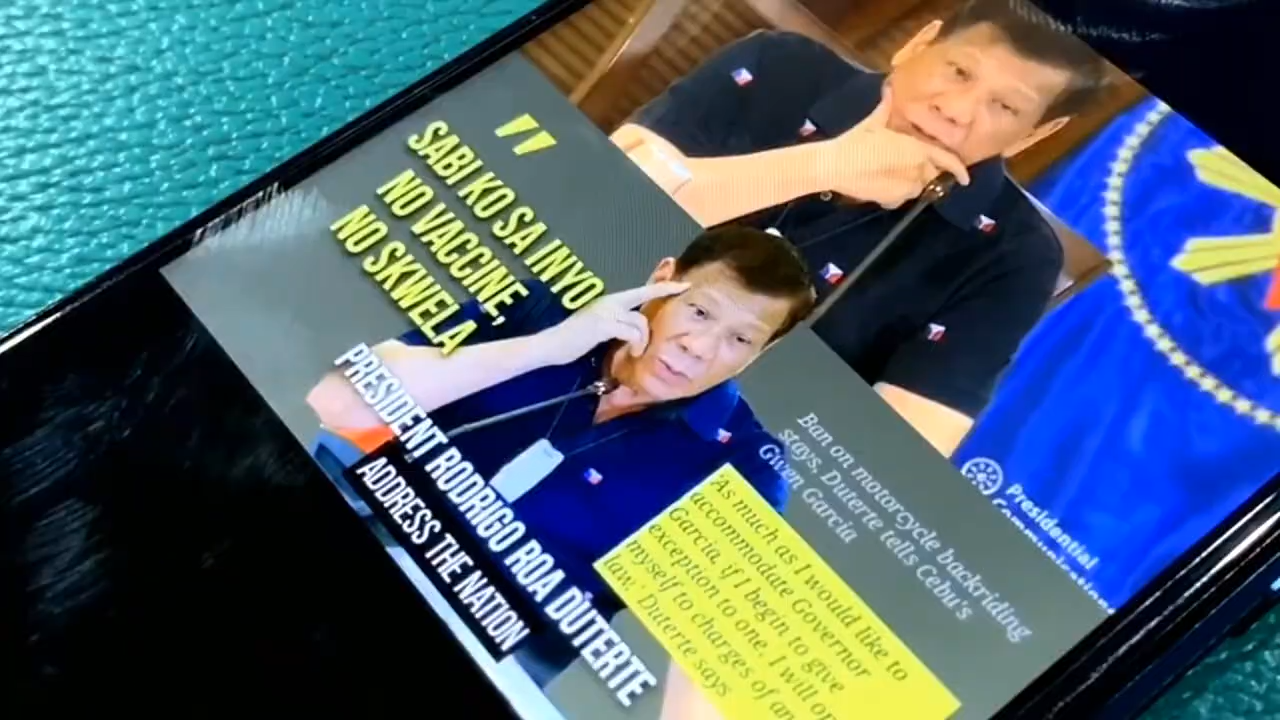 "
SABI KO SA INYO
NO VACCINE,
NO SKWELA
PRESIDENT RODRIGO ROA DUTERTE
ADDRESS THE NATION
Ban on motorcycle backriding
stays, Duterte tells Cebu's
Gwen Garcia
'As much as I would like to
accommodate Governor
Garcia, if I begin to give
exception to one, I will
myself to charges of
law,' Duterte says
Presidential
Communications